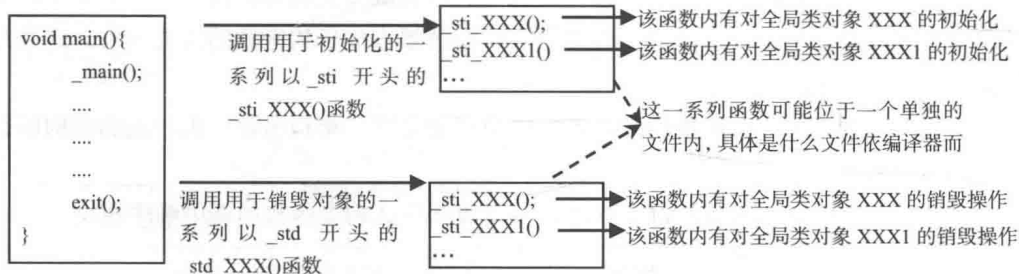 void main(){
_main();
....
....
....
exit();
}
调用用于初始化的一
系列以_sti 开头的
_sti_XXX()函数
_sti_XXX();
_sti_XXX1()
...
该函数内有对全局类对象 XXX 的初始化
该函数内有对全局类对象 XXX1 的初始化
这一系列函数可能位于一个单独的
文件内，具体是什么文件依编译器而
调用用于销毁对象的一
系列以_std 开头的
_std_XXX()函数
_sti_XXX();
_sti_XXX1()
...
该函数内有对全局类对象 XXX 的销毁操作
该函数内有对全局类对象 XXX1 的销毁操作